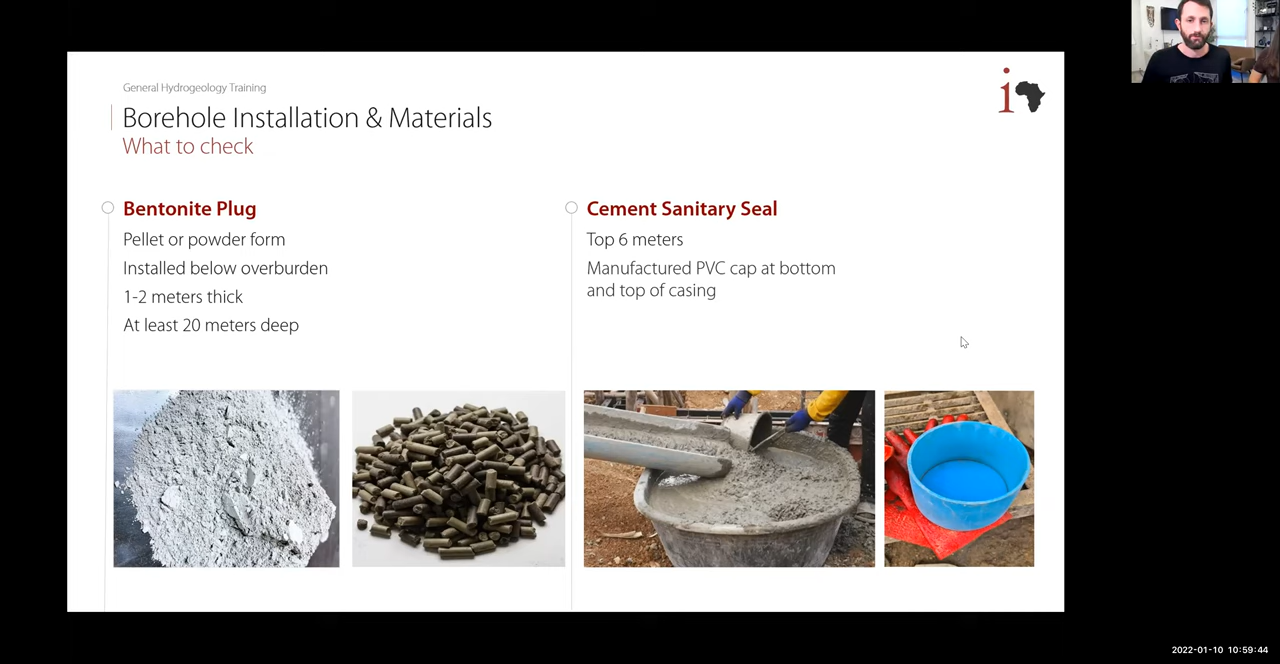 General Hydrogeology Training
Borehole Installation & Materials
What to check
Bentonite Plug
Pellet or powder form
Installed below overburden
1-2 meters thick
At least 20 meters deep
Cement Sanitary Seal
Top 6 meters
Manufactured PVC cap at bottom
and top of casing
i
2022-01-10 10:59:44